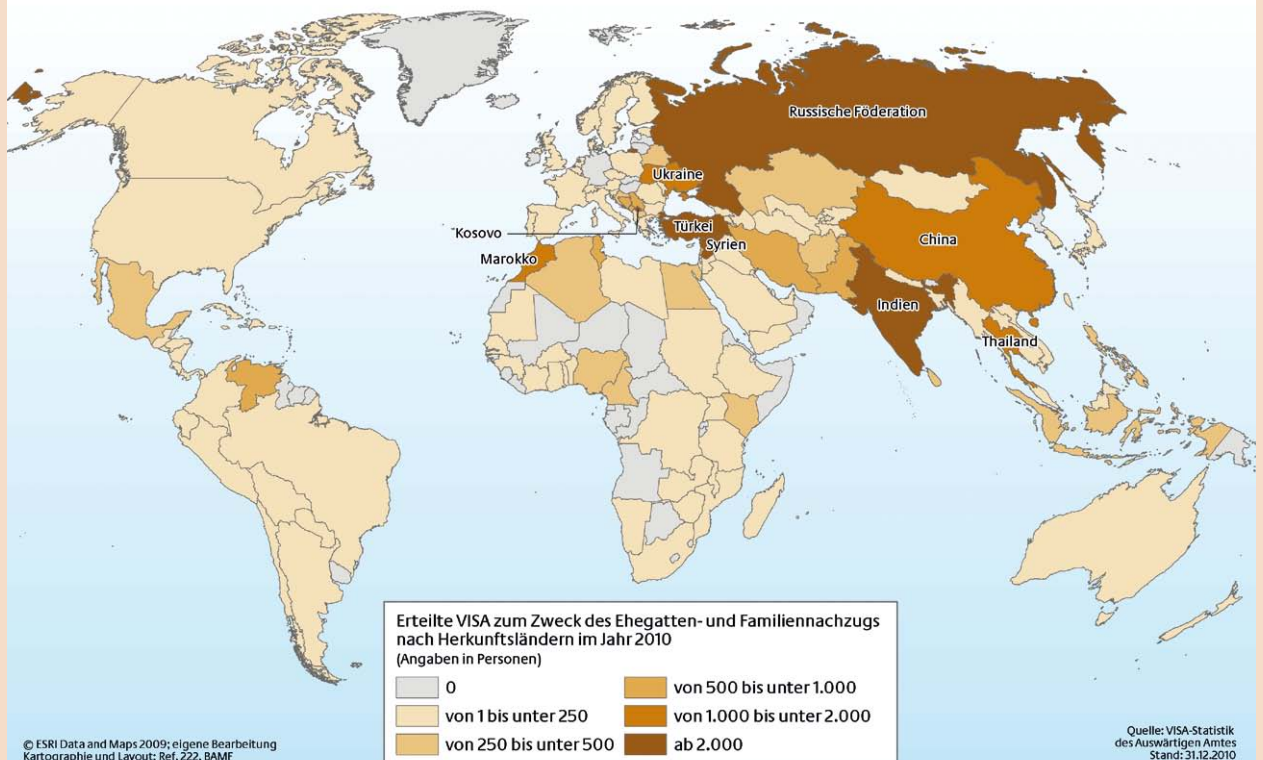 Russische Föderation
Ukraine
Kosovo
Türkei
Syrien
Marokko
China
Indien
Thailand
Erteilte VISA zum Zweck des Ehegatten- und Familiennachzugs
nach Herkunftsländern im Jahr 2010
(Angaben in Personen)
0
von 500 bis unter 1.000
von 1 bis unter 250
von 1.000 bis unter 2.000
von 250 bis unter 500
ab 2.000
© ESRI Data and Maps 2009; eigene Bearbeitung
Kartographie und Layout: Ref. 222, BAMF
Quelle: VISA-Statistik
des Auswärtigen Amtes
Stand: 31.12.2010